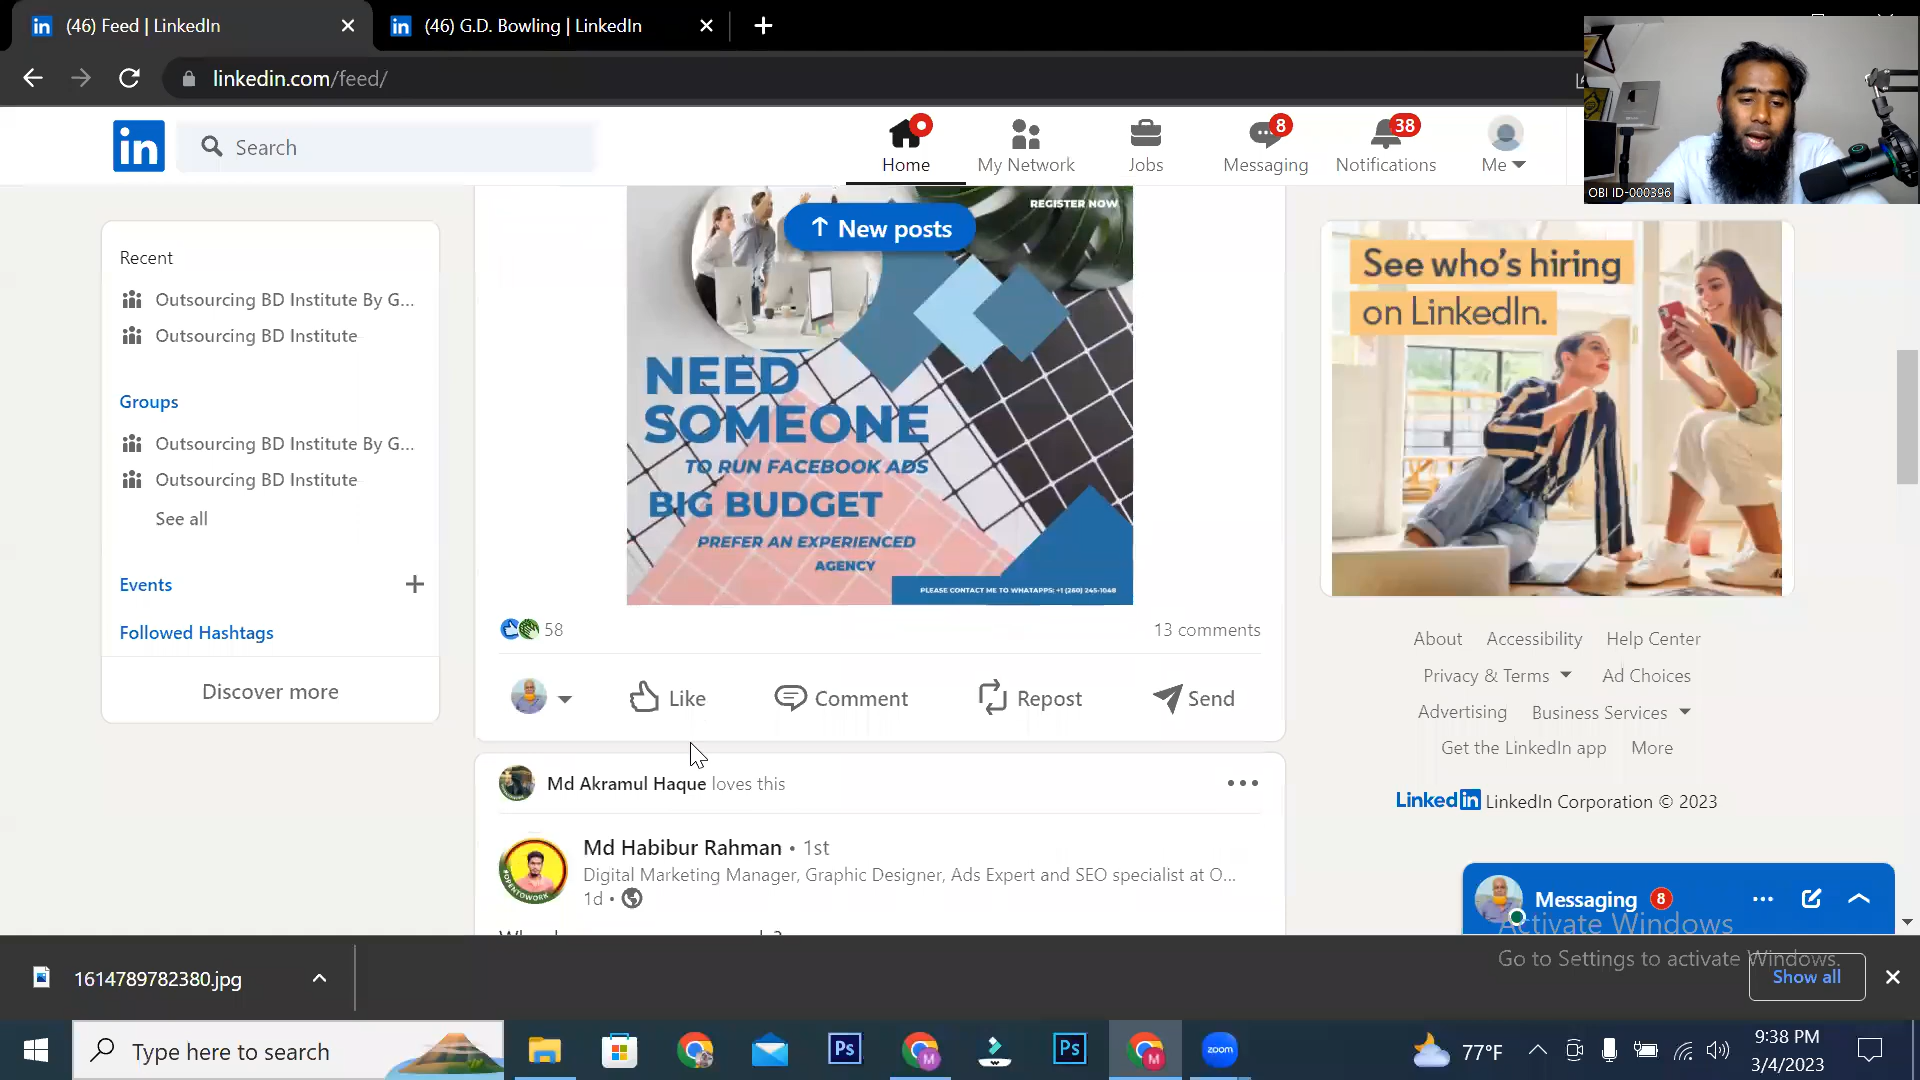 (46) Feed | LinkedIn
(46) G.D. Bowling | LinkedIn
linkedin.com/feed/
OBI ID-000396
in
Search
Home
My Network
Jobs
8
Messaging
38
Notifications
Me
Recent
Outsourcing BD Institute By G...
Outsourcing BD Institute
Groups
Outsourcing BD Institute By G...
Outsourcing BD Institute
See all
Events
Followed Hashtags
Discover more
REGISTER NOW
New posts
NEED
SOMEONE
TO RUN FACEBOOK ADS
BIG BUDGET
PREFER AN EXPERIENCED
AGENCY
PLEASE CONTACT ME TO WHATAPPS: +1 (260) 245-1048
58
13 comments
Like
Comment
Repost
Send
Md Akramul Haque loves this
Md Habibur Rahman • 1st
Digital Marketing Manager, Graphic Designer, Ads Expert and SEO specialist at O...
1d •
#OPENTOWORK
See who's hiring
on LinkedIn.
About Accessibility Help Center
Privacy & Terms Ad Choices
Advertising Business Services
Get the LinkedIn app More
LinkedIn LinkedIn Corporation © 2023
Messaging 8
Activate Windows
Go to Settings to activate Windows.
1614789782380.jpg
Show all
Type here to search
Ps
M
Ps
M
zoom
77°F
9:38 PM
3/4/2023